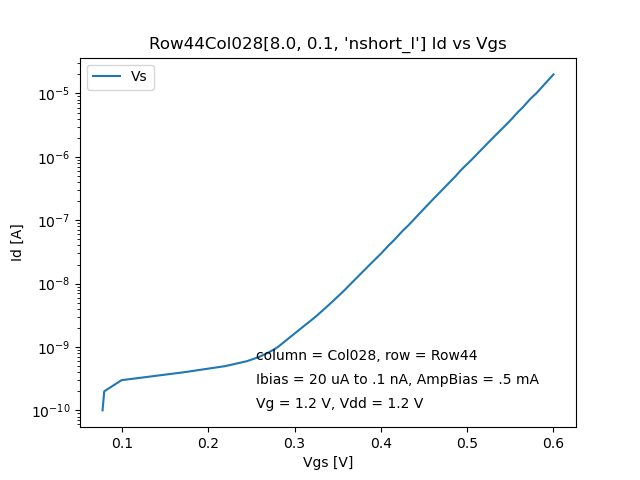 Row44Col028[8.0, 0.1, 'nshort_l'] Id vs Vgs
Vs
Id [A]
10⁻⁵
10⁻⁶
10⁻⁷
10⁻⁸
10⁻⁹
10⁻¹⁰
column = Col028, row = Row44
Ibias = 20 uA to .1 nA, AmpBias = .5 mA
Vg = 1.2 V, Vdd = 1.2 V
0.1 0.2 0.3 0.4 0.5 0.6
Vgs [V]